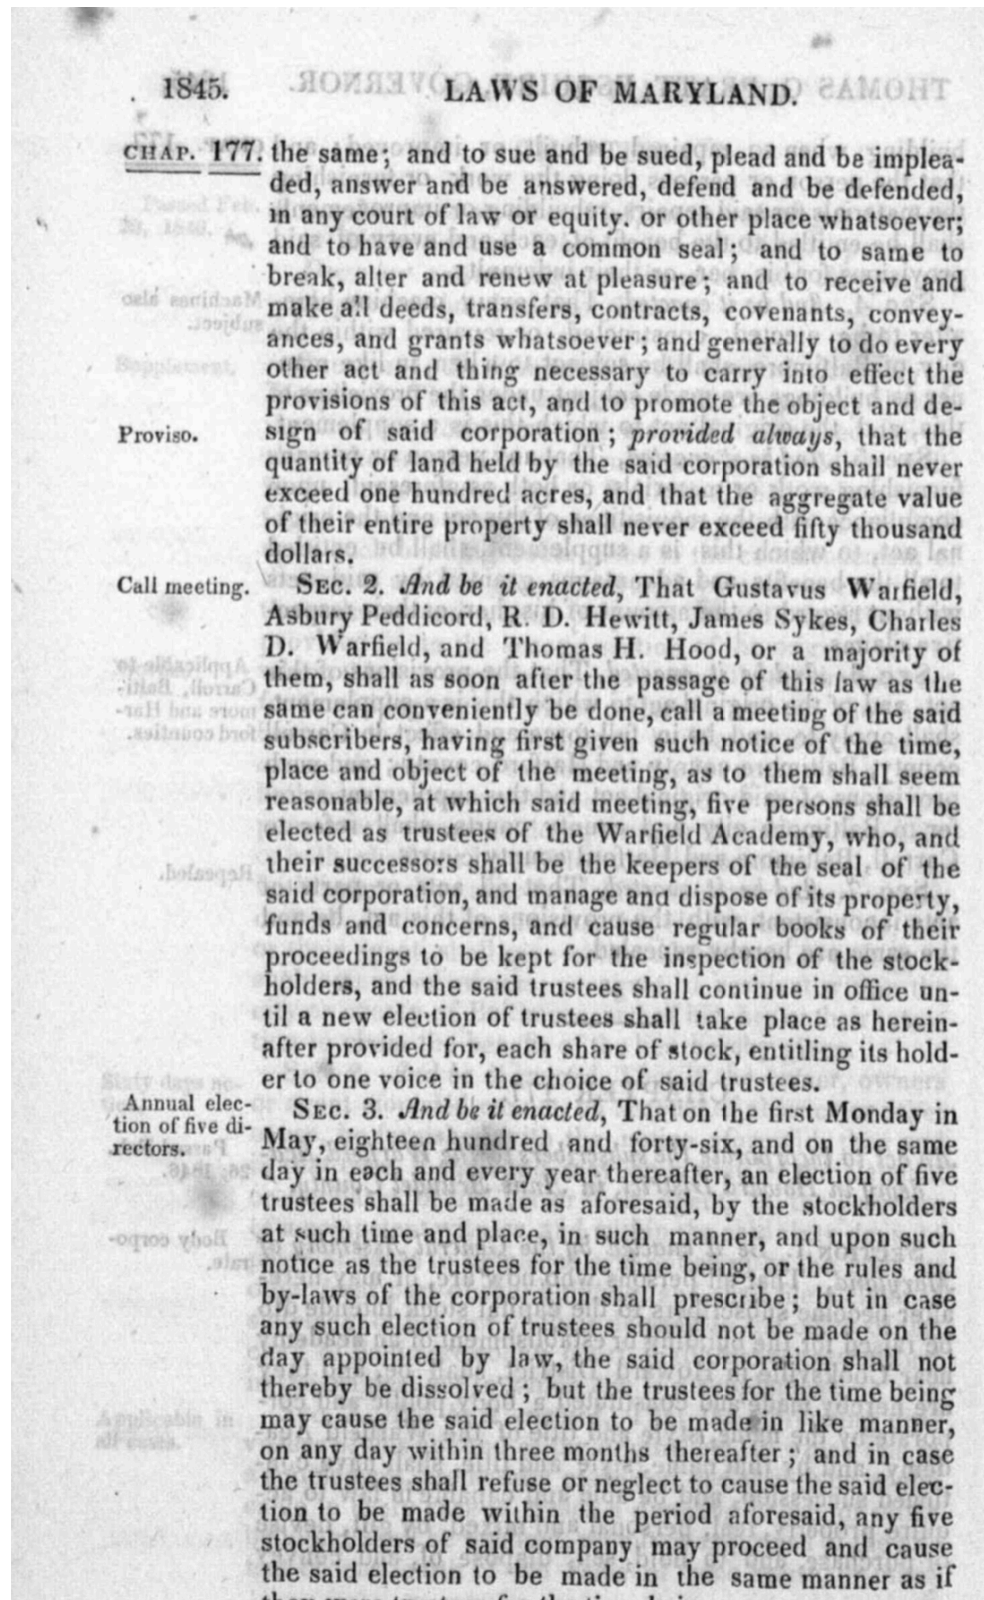 1845. LAWS OF MARYLAND.
CHAP. 177. the same; and to sue and be sued, plead and be implea-
ded, answer and be answered, defend and be defended,
in any court of law or equity. or other place whatsoever;
and to have and use a common seal; and to same to
break, alter and renew at pleasure; and to receive and
make all deeds, transfers, contracts, covenants, convey-
ances, and grants whatsoever; and generally to do every
other act and thing necessary to carry into effect the
provisions of this act, and to promote the object and de-
Proviso. sign of said corporation; provided always, that the
quantity of land held by the said corporation shall never
exceed one hundred acres, and that the aggregate value
of their entire property shall never exceed fifty thousand
dollars.
Call meeting. SEC. 2. And be it enacted, That Gustavus Warfield,
Asbury Peddicord, R. D. Hewitt, James Sykes, Charles
D. Warfield, and Thomas H. Hood, or a majority of
them, shall as soon after the passage of this law as the
same can conveniently be done, call a meeting of the said
subscribers, having first given such notice of the time,
place and object of the meeting, as to them shall seem
reasonable, at which said meeting, five persons shall be
elected as trustees of the Warfield Academy, who, and
their successors shall be the keepers of the seal of the
said corporation, and manage and dispose of its property,
funds and concerns, and cause regular books of their
proceedings to be kept for the inspection of the stock-
holders, and the said trustees shall continue in office un-
til a new election of trustees shall take place as herein-
after provided for, each share of stock, entitling its hold-
er to one voice in the choice of said trustees.
Annual elec- SEC. 3. And be it enacted, That on the first Monday in
tion of five di- May, eighteen hundred and forty-six, and on the same
rectors. day in each and every year thereafter, an election of five
trustees shall be made as aforesaid, by the stockholders
at such time and place, in such manner, and upon such
notice as the trustees for the time being, or the rules and
by-laws of the corporation shall prescribe; but in case
any such election of trustees should not be made on the
day appointed by law, the said corporation shall not
thereby be dissolved; but the trustees for the time being
may cause the said election to be made in like manner,
on any day within three months thereafter; and in case
the trustees shall refuse or neglect to cause the said elec-
tion to be made within the period aforesaid, any five
stockholders of said company may proceed and cause
the said election to be made in the same manner as if